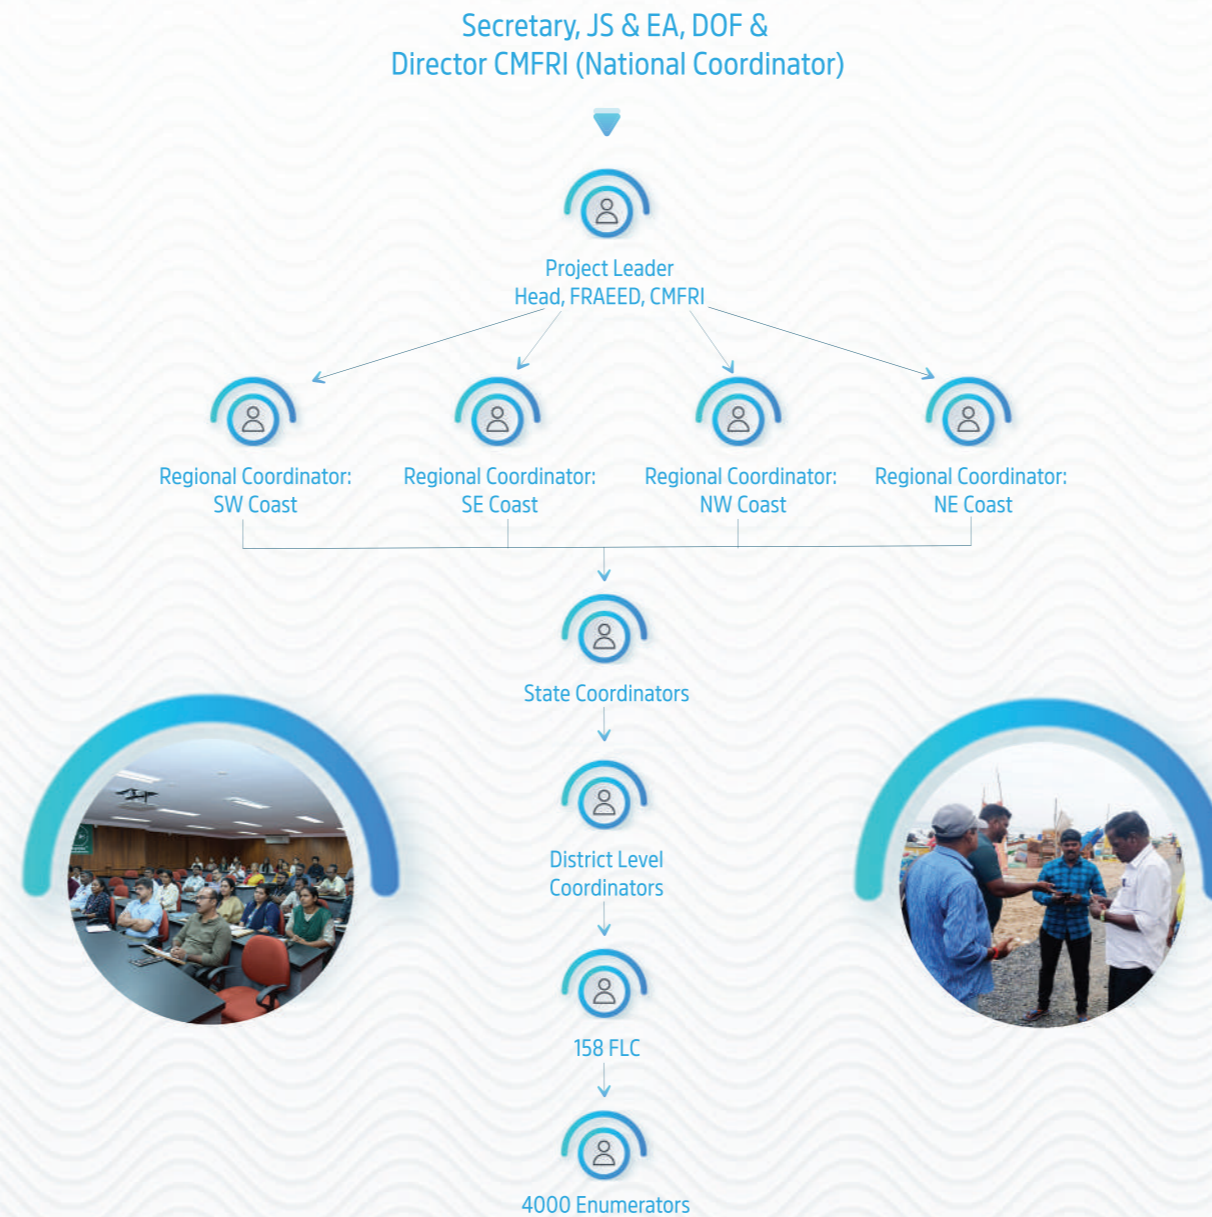 Secretary, JS & EA, DOF &
Director CMFRI (National Coordinator)
Project Leader
Head, FRAEED, CMFRI
Regional Coordinator:
SW Coast
Regional Coordinator:
SE Coast
Regional Coordinator:
NW Coast
Regional Coordinator:
NE Coast
State Coordinators
District Level
Coordinators
158 FLC
4000 Enumerators